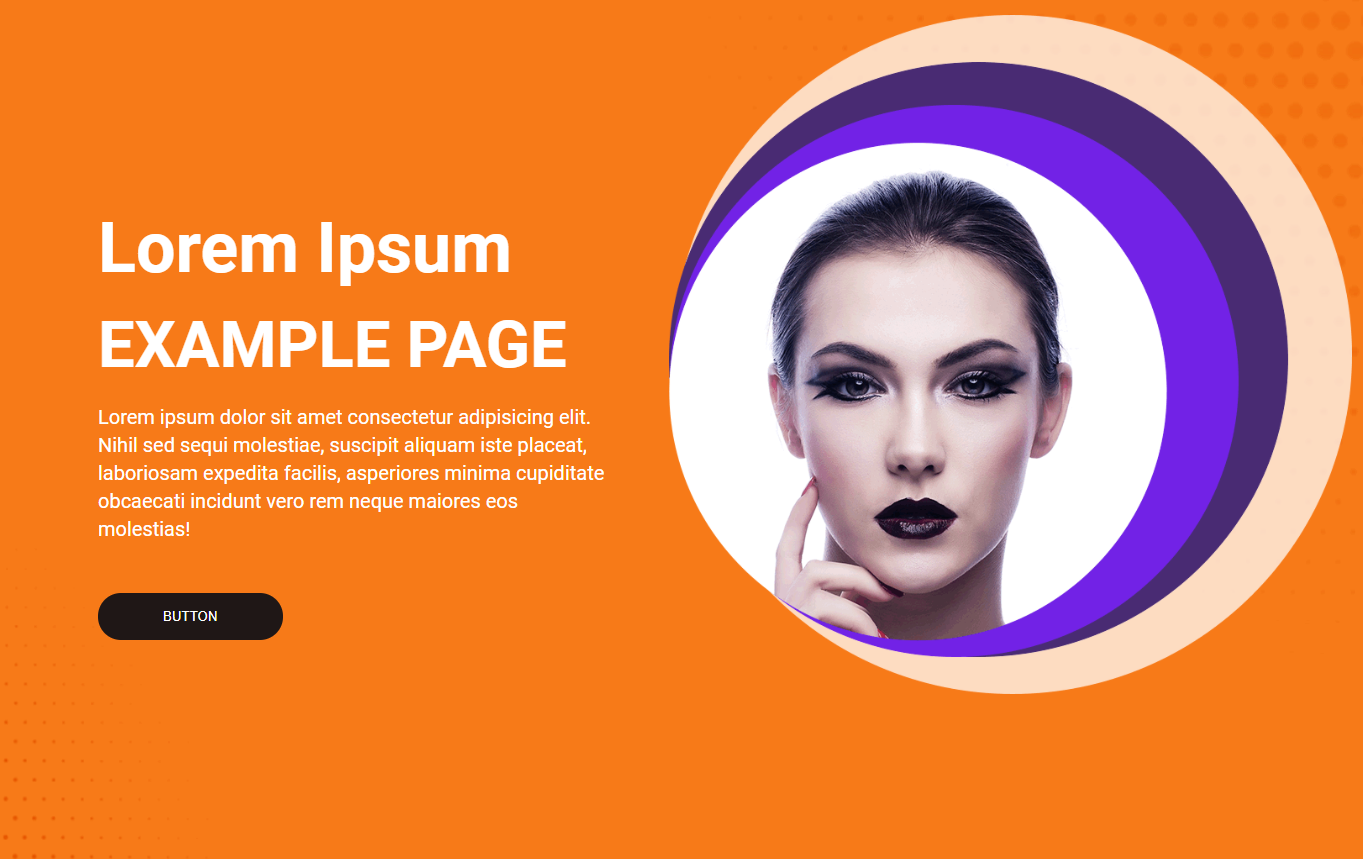 Lorem Ipsum
EXAMPLE PAGE
Lorem ipsum dolor sit amet consectetur adipisicing elit.
Nihil sed sequi molestiae, suscipit aliquam iste placeat,
laboriosam expedita facilis, asperiores minima cupiditate
obcaecati incidunt vero rem neque maiores eos
molestias!
BUTTON